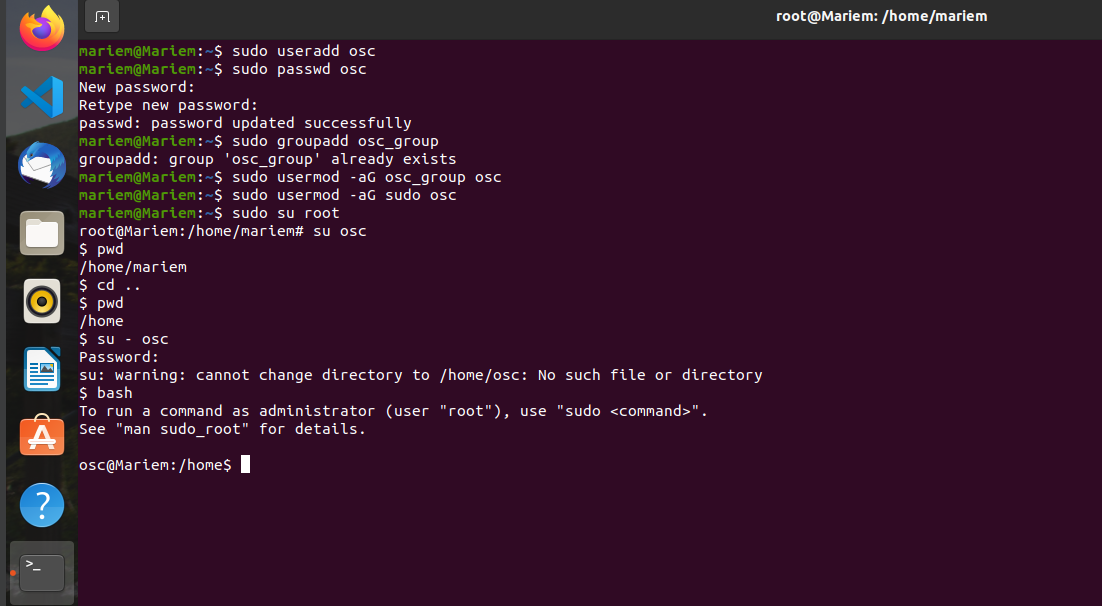 root@Mariem: /home/mariem
mariem@Mariem:~$ sudo useradd osc
mariem@Mariem:~$ sudo passwd osc
New password:
Retype new password:
passwd: password updated successfully
mariem@Mariem:~$ sudo groupadd osc_group
groupadd: group 'osc_group' already exists
mariem@Mariem:~$ sudo usermod -aG osc_group osc
mariem@Mariem:~$ sudo usermod -aG sudo osc
mariem@Mariem:~$ sudo su root
root@Mariem:/home/mariem# su osc
$ pwd
/home/mariem
$ cd ..
$ pwd
/home
$ su - osc
Password:
su: warning: cannot change directory to /home/osc: No such file or directory
$ bash
To run a command as administrator (user "root"), use "sudo <command>".
See "man sudo_root" for details.
osc@Mariem:/home$